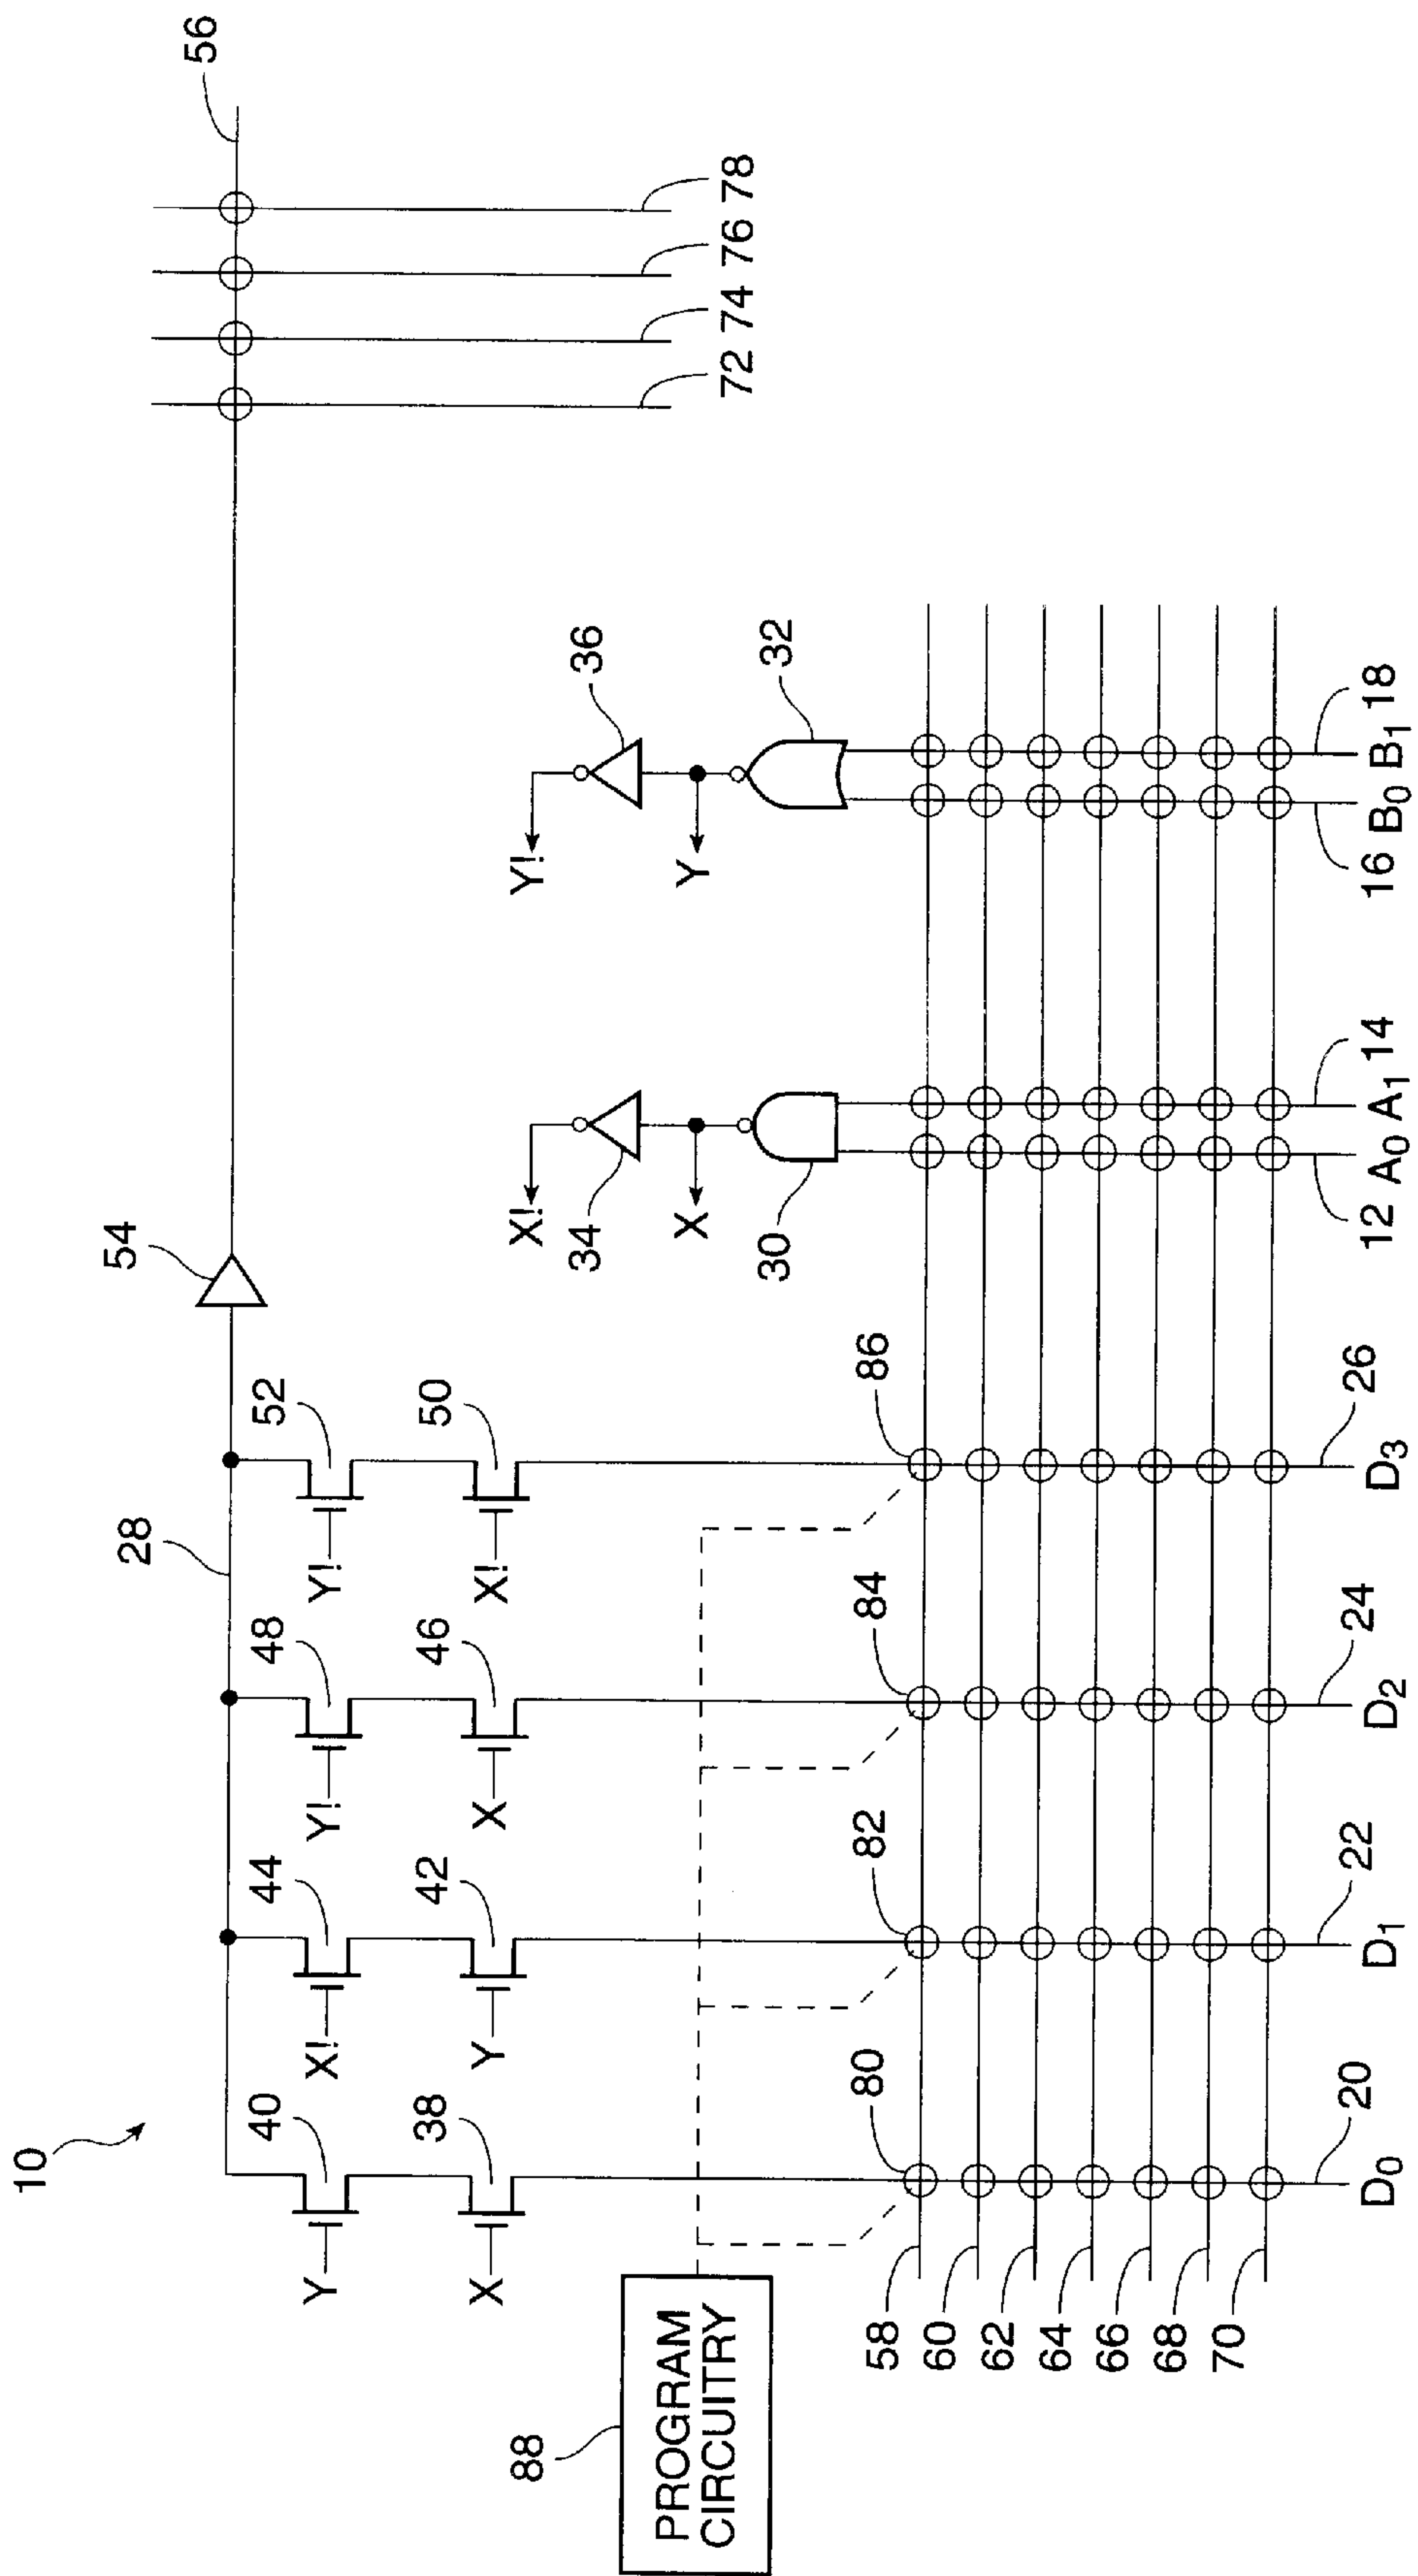 10
28
54
56
Y
40
X!
44
Y!
48
Y!
52
X
38
Y
42
X
46
X!
50
X!
34
X
30
Y!
36
Y
32
72 74 76 78
88
PROGRAM
CIRCUITRY
80
82
84
86
58
60
62
64
66
68
70
D0
20
D1
22
D2
24
D3
26
12 A0 A1 14
16 B0 B1 18